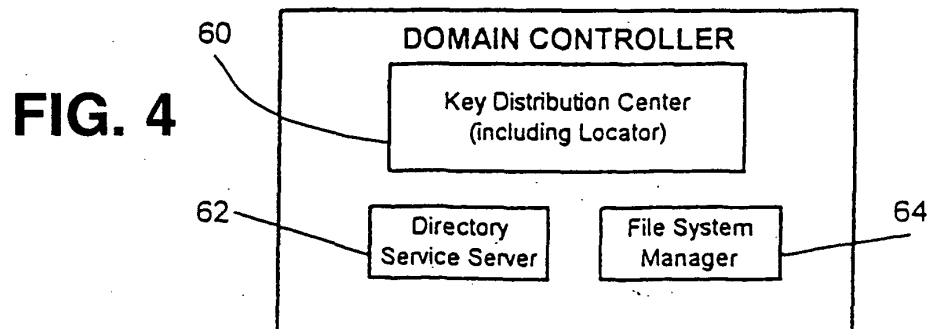 60
DOMAIN CONTROLLER
FIG. 4
Key Distribution Center
(including Locator)
62
Directory
Service Server
File System
Manager
64